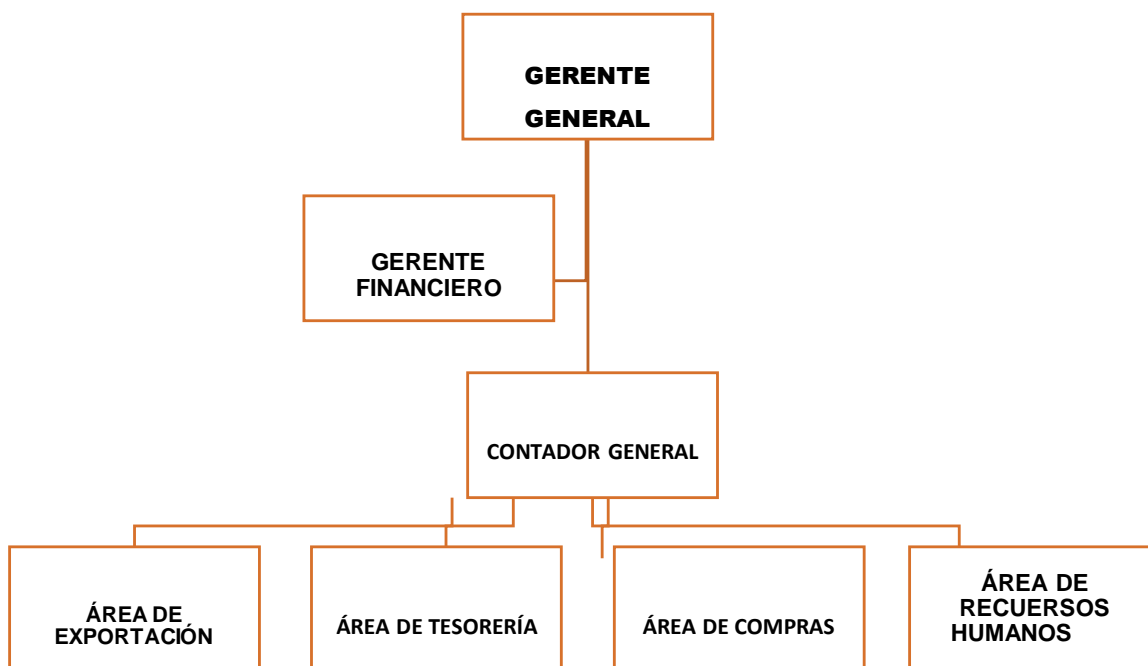 GERENTE
GENERAL
GERENTE
FINANCIERO
CONTADOR GENERAL
ÁREA DE
EXPORTACIÓN
ÁREA DE TESORERÍA
ÁREA DE COMPRAS
ÁREA DE
RECUERSOS
HUMANOS